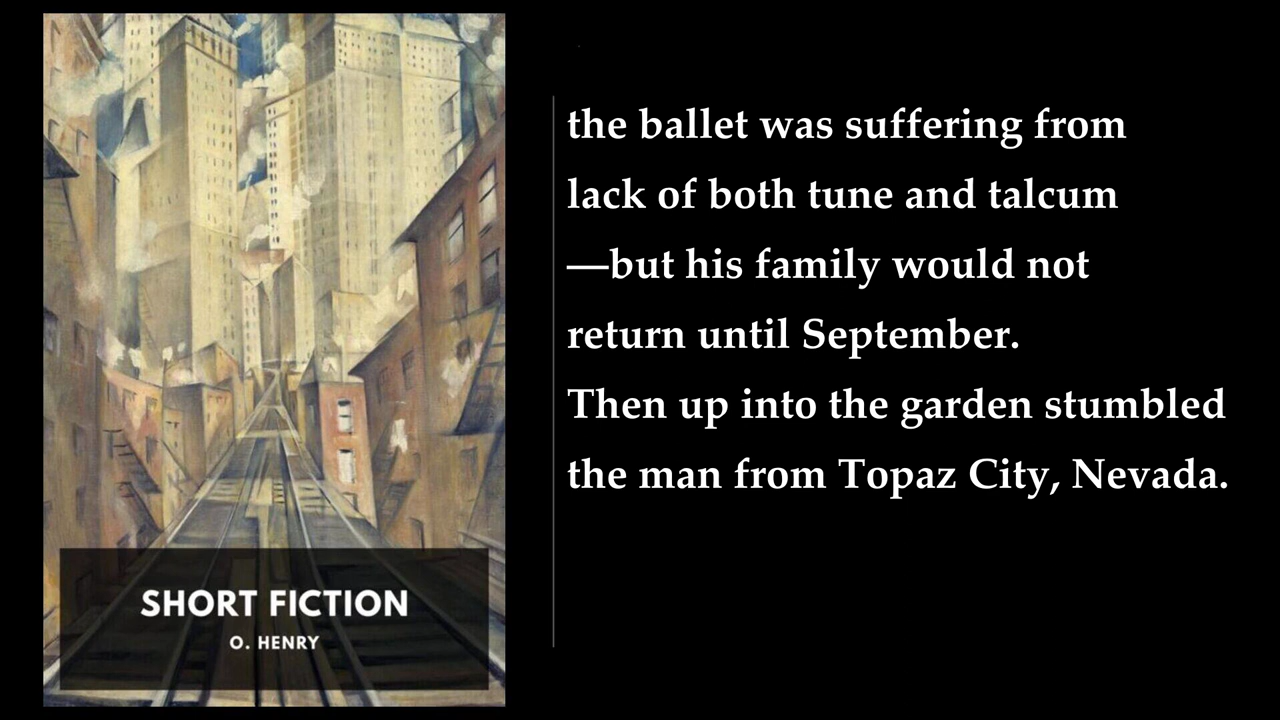 the ballet was suffering from
lack of both tune and talcum
—but his family would not
return until September.
Then up into the garden stumbled
the man from Topaz City, Nevada.
SHORT FICTION
O. HENRY